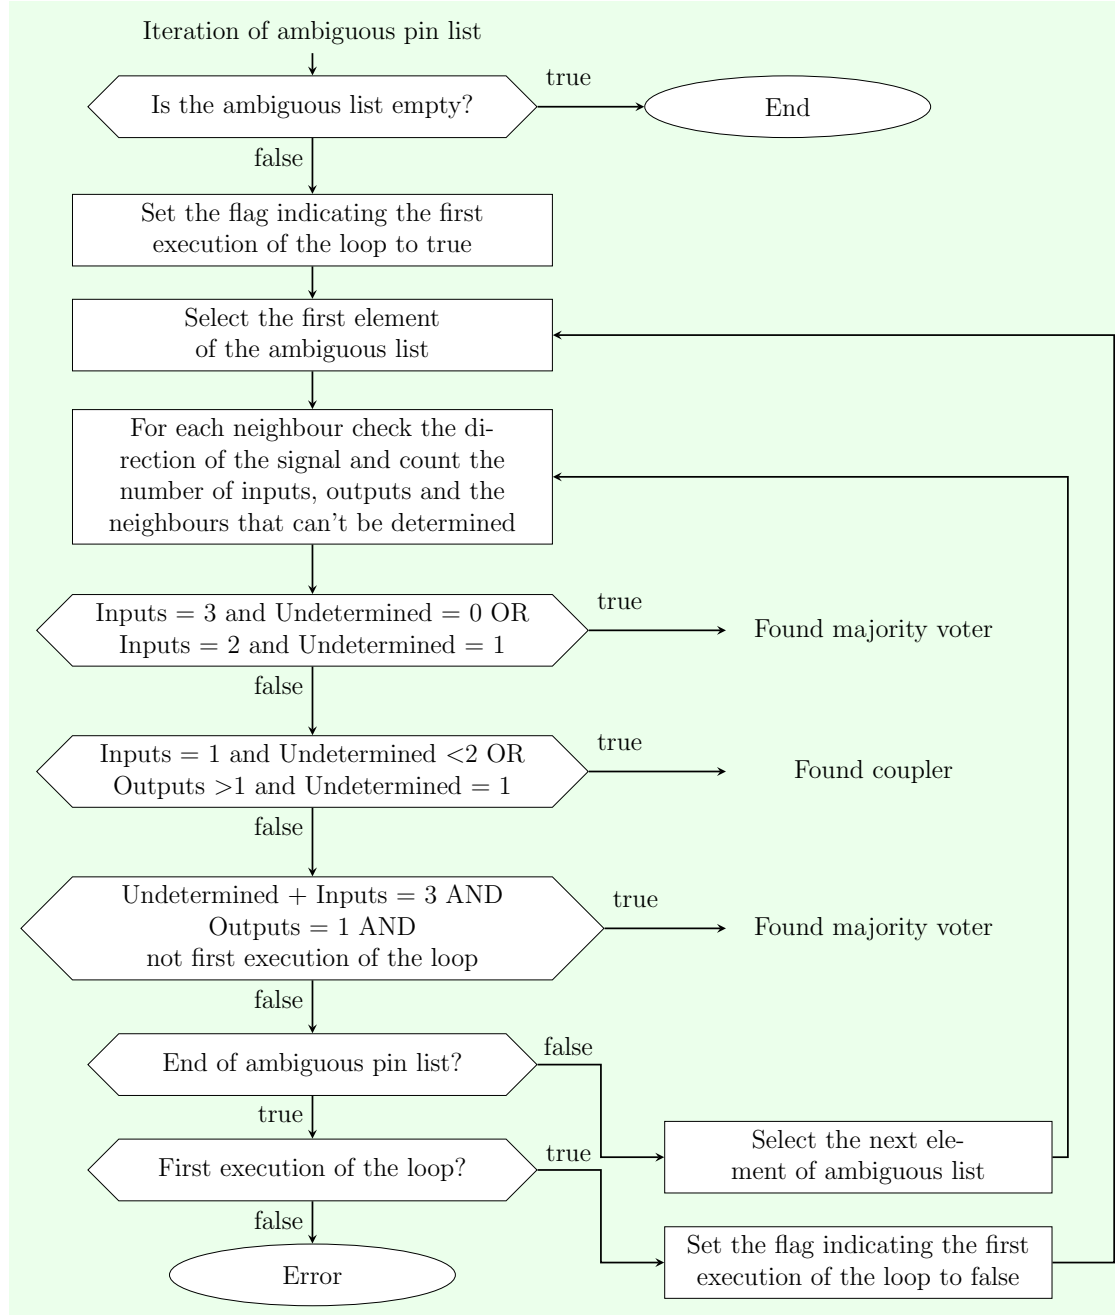 Iteration of ambiguous pin list
Is the ambiguous list empty?
true
End
false
Set the flag indicating the first
execution of the loop to true
Select the first element
of the ambiguous list
For each neighbour check the di-
rection of the signal and count the
number of inputs, outputs and the
neighbours that can't be determined
Inputs = 3 and Undetermined = 0 OR
Inputs = 2 and Undetermined = 1
true
Found majority voter
false
Inputs = 1 and Undetermined <2 OR
Outputs >1 and Undetermined = 1
true
Found coupler
false
Undetermined + Inputs = 3 AND
Outputs = 1 AND
not first execution of the loop
true
Found majority voter
false
End of ambiguous pin list?
false
true
Select the next ele-
ment of ambiguous list
First execution of the loop?
true
false
Set the flag indicating the first
execution of the loop to false
Error